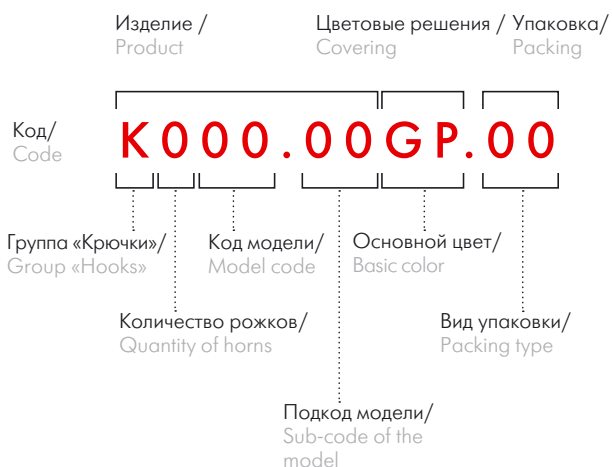 Изделие / Цветовые решения / Упаковка/
Product Covering Packing
Код/
Code
K000.00GP.00
Группа «Крючки»/ Код модели/ Основной цвет/
Group «Hooks» Model code Basic color
Количество рожков/ Вид упаковки/
Quantity of horns Packing type
Подкод модели/
Sub-code of the
model